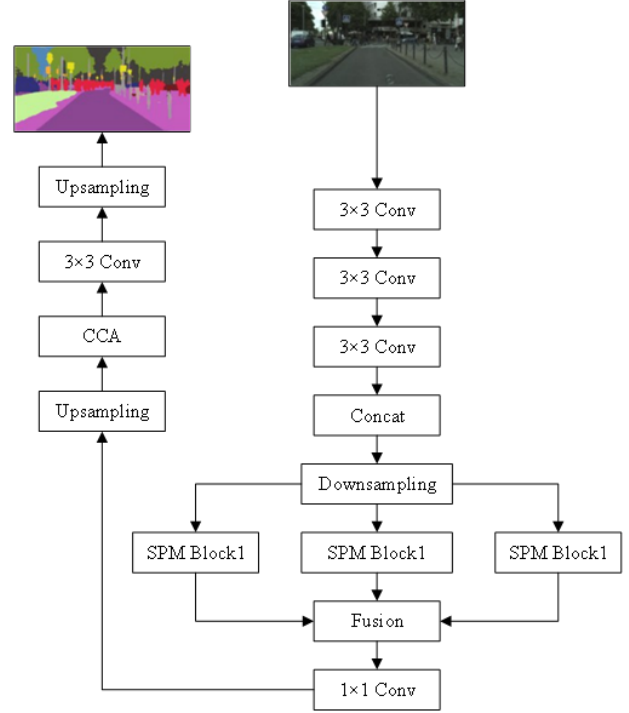 3×3 Conv
3×3 Conv
3×3 Conv
Concat
Downsampling
SPM Block1
SPM Block1
SPM Block1
Fusion
1×1 Conv
Upsampling
CCA
3×3 Conv
Upsampling